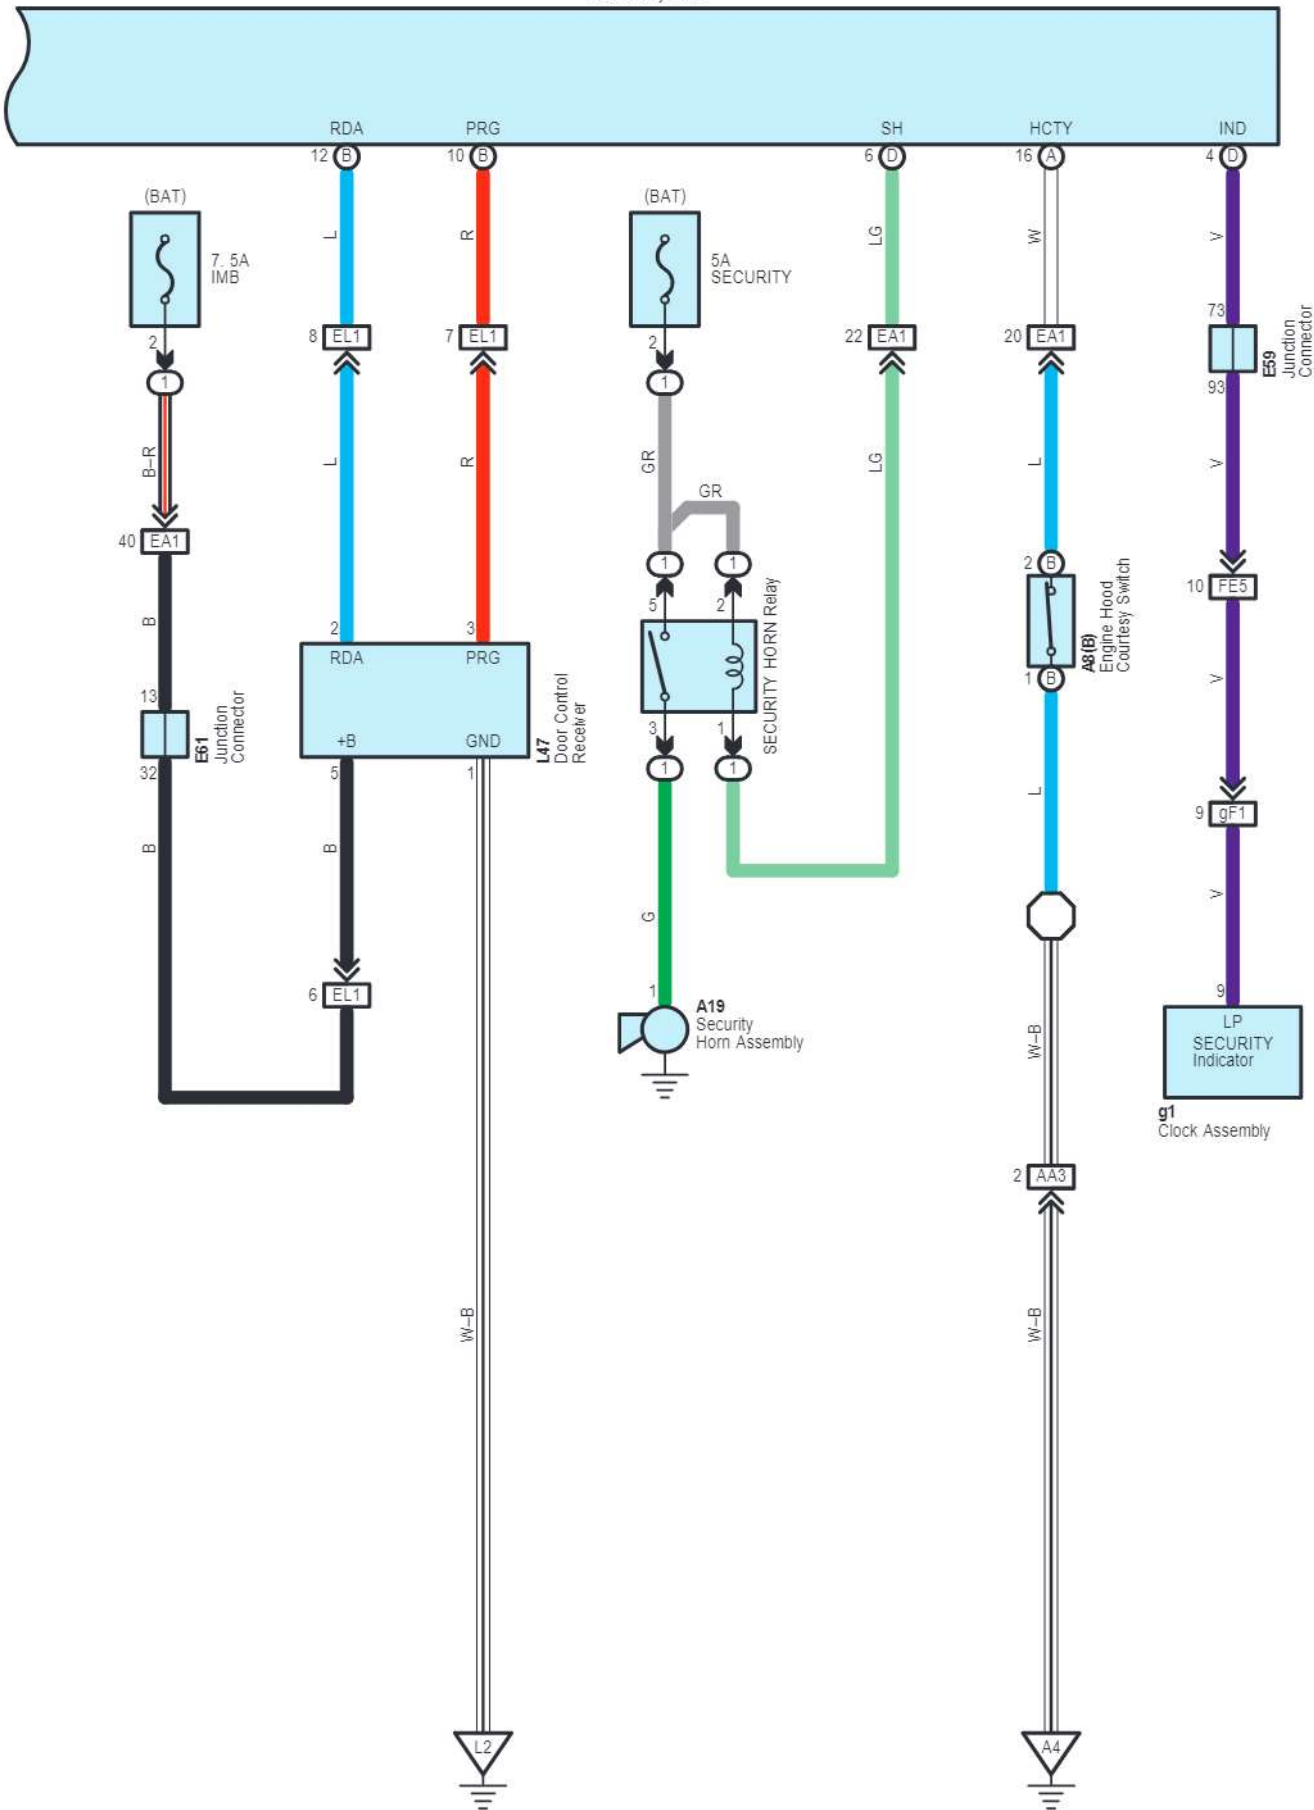 RDA
PRG
SH
HCTY
IND
12 B
10 B
6 D
16 A
4 D
(BAT)
(BAT)
7. 5A
IMB
5A
SECURITY
L
R
LG
W
V
2
8 EL1
7 EL1
2
22 EA1
20 EA1
73
E59
Junction
Connector
93
1
1
B–R
L
R
GR
GR
LG
L
V
40 EA1
1
1
2 B
10 FE5
5
2
SECURITY HORN Relay
A8(B)
Engine Hood
Courtesy Switch
B
2
3
RDA
PRG
+B
GND
L47
Door Control
Receiver
13
E61
Junction
Connector
32
5
1
3
1
1
1
1 B
V
L
9 gF1
B
B
G
V
6 EL1
1
A19
Security
Horn Assembly
9
LP
SECURITY
Indicator
g1
Clock Assembly
W–B
2 AA3
W–B
W–B
L2
A4